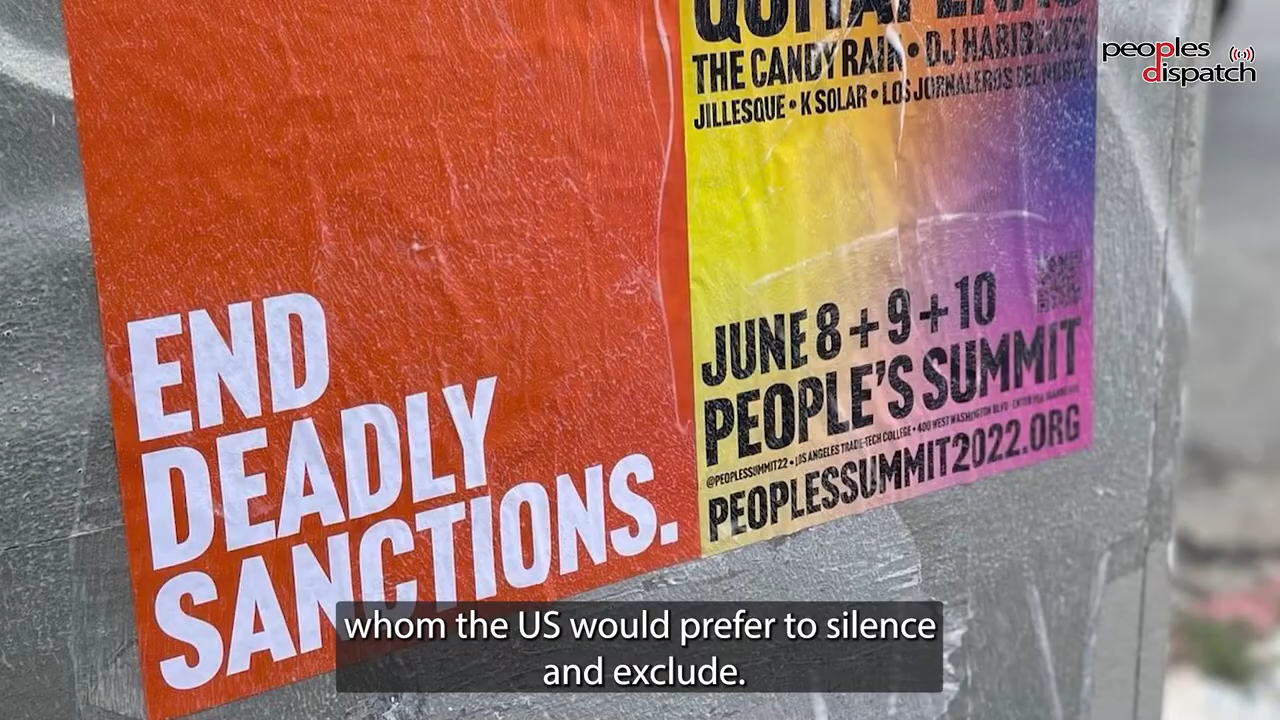 END
DEADLY
SANCTIONS.
THE CANDY RAIN • DJ HABIBEATS
JILLESQUE • K SOLAR • LOS JORNALEROS DEL NORTE
JUNE 8 + 9 + 10
PEOPLE'S SUMMIT
@PEOPLESSUMMIT22 • LOS ANGELES TRADE-TECH COLLEGE • 400 WEST WASHINGTON BLVD
PEOPLESSUMMIT2022.ORG
peoples
dispatch
whom the US would prefer to silence
and exclude.